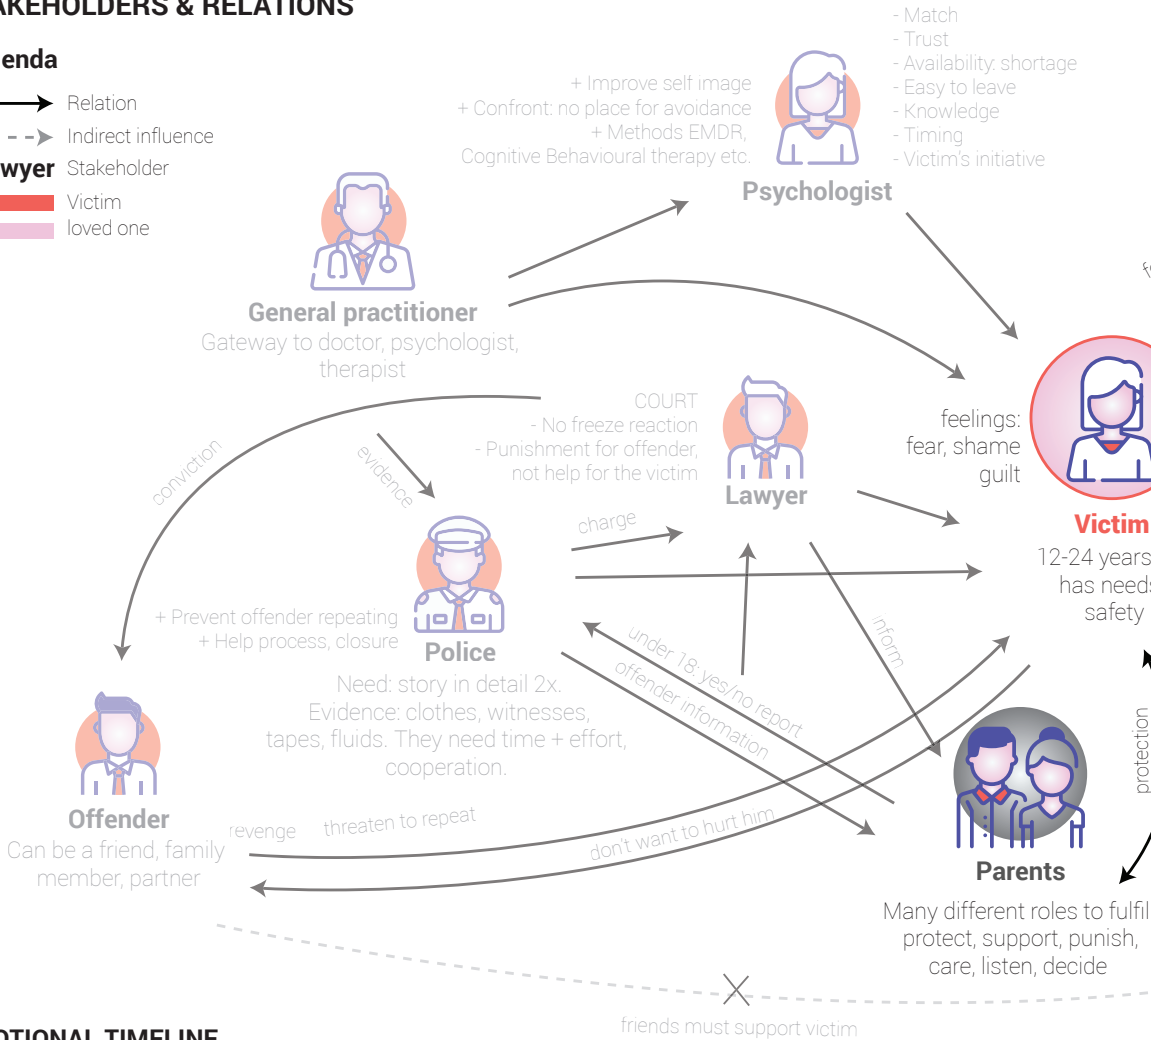 AKEHOLDERS & RELATIONS
enda
Relation
Indirect influence
wyer Stakeholder
Victim
loved one
- Match
- Trust
- Availability: shortage
- Easy to leave
- Knowledge
- Timing
- Victim's initiative
+ Improve self image
+ Confront: no place for avoidance
+ Methods EMDR,
Cognitive Behavioural therapy etc.
Psychologist
General practitioner
Gateway to doctor, psychologist,
therapist
conviction
evidence
COURT
- No freeze reaction
- Punishment for offender,
not help for the victim
Lawyer
feelings:
fear, shame
guilt
Victim
12-24 years
has needs
safety
charge
+ Prevent offender repeating
+ Help process, closure
Police
Need: story in detail 2x.
Evidence: clothes, witnesses,
tapes, fluids. They need time + effort,
cooperation.
under 18: yes/no report
offender information
inform
protection
Offender
Can be a friend, family
member, partner
revenge
threaten to repeat
don't want to hurt him
Parents
Many different roles to fulfil
protect, support, punish,
care, listen, decide
friends must support victim
OTIONAL TIMELINE